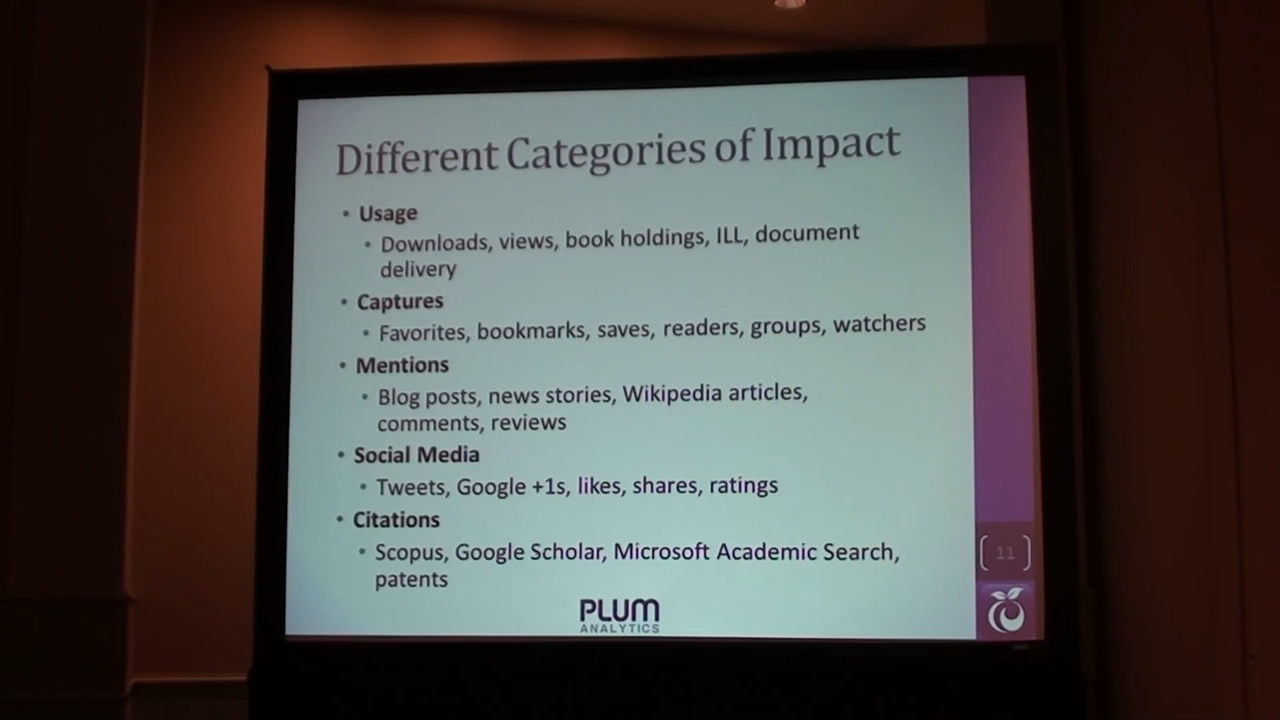 Different Categories of Impact
• Usage
• Downloads, views, book holdings, ILL, document
delivery
• Captures
• Favorites, bookmarks, saves, readers, groups, watchers
• Mentions
• Blog posts, news stories, Wikipedia articles,
comments, reviews
• Social Media
• Tweets, Google +1s, likes, shares, ratings
• Citations
• Scopus, Google Scholar, Microsoft Academic Search,
patents
11
PLUM
ANALYTICS